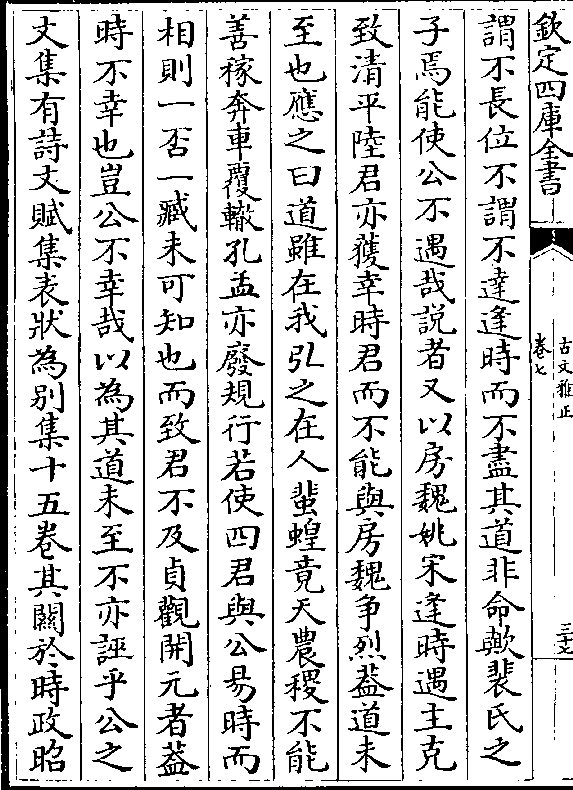 欽定四庫全書
古文雅正
卷七
三七
謂不長位不謂不達逢時而不盡其道非命歟裴氏之
子焉能使公不遇哉説者又以房魏姚宋逢時遇主克
致清平陸君亦獲幸時君而不能與房魏争烈葢道未
至也應之曰道雖在我弘之在人蜚蝗竟天農稷不能
善稼奔車覆轍孔孟亦廢規行若使四君與公易時而
相則一否一臧未可知也而致君不及貞觀開元者葢
時不幸也豈公不幸哉以為其道未至不亦誣乎公之
文集有詩文賦集表狀為别集十五卷其關於時政昭